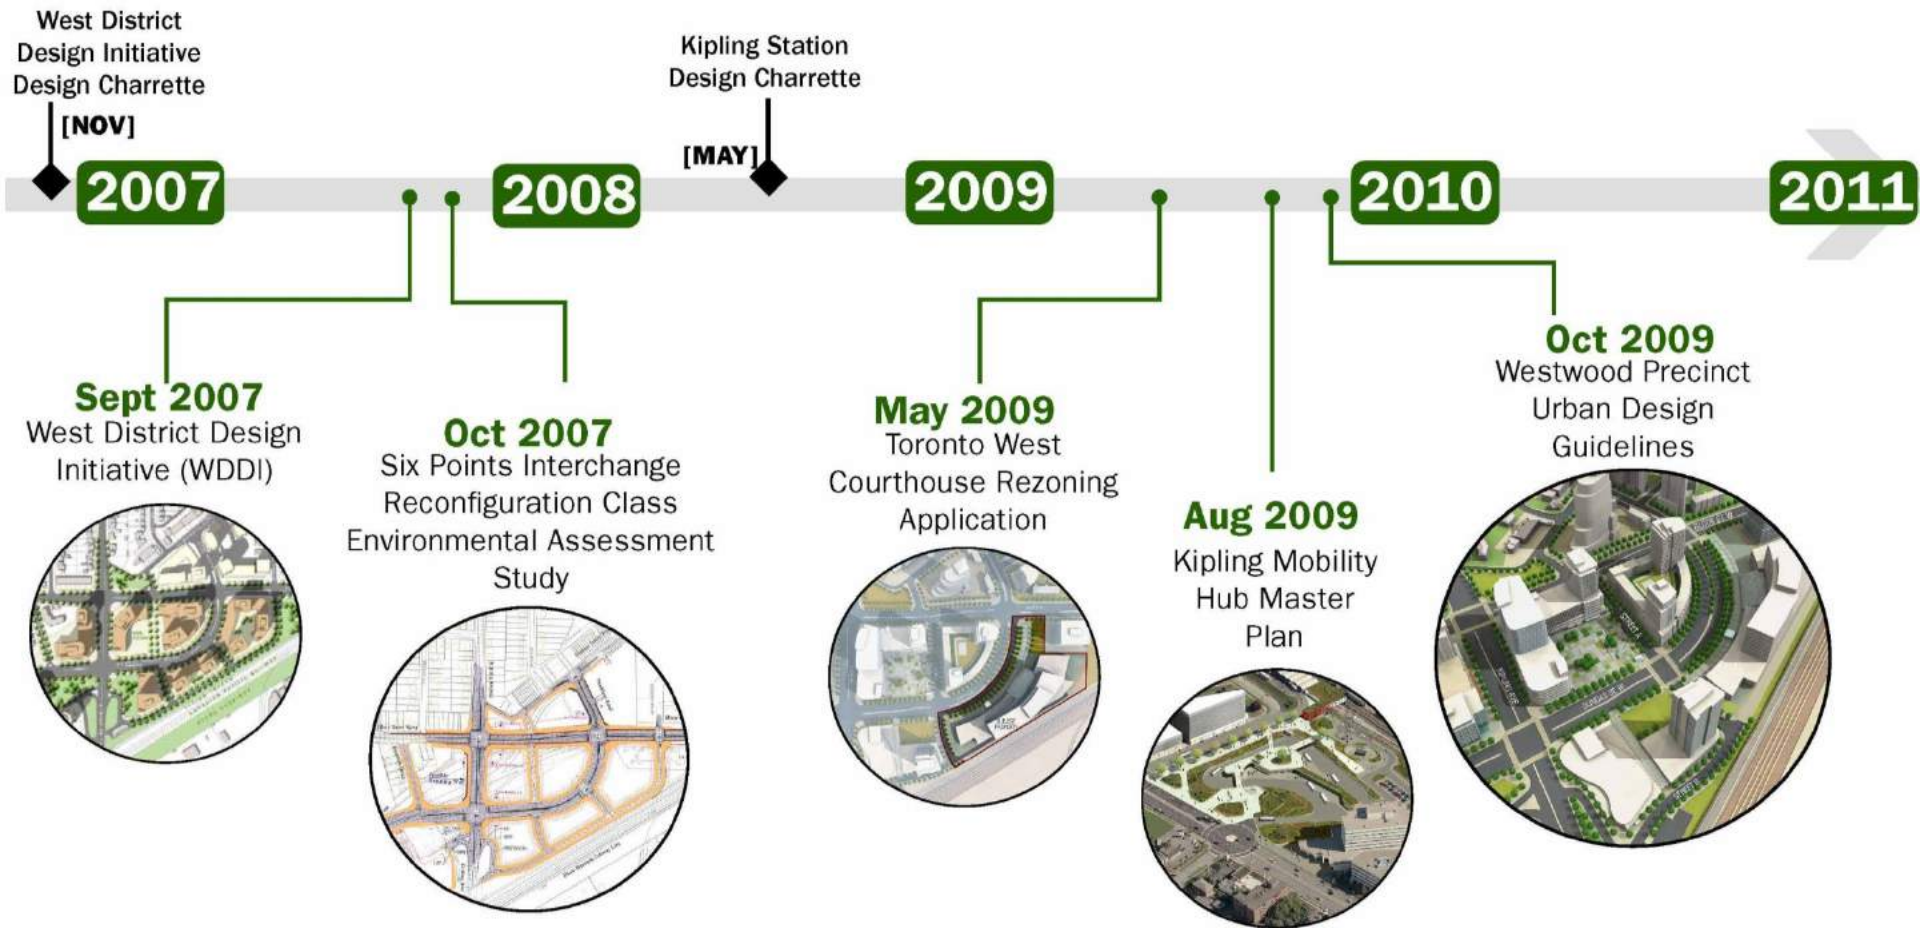 West District
Design Initiative
Design Charrette
[NOV]
Kipling Station
Design Charrette
[MAY]
2007
2008
2009
2010
2011
Sept 2007
West District Design
Initiative (WDDI)
Oct 2007
Six Points Interchange
Reconfiguration Class
Environmental Assessment
Study
May 2009
Toronto West
Courthouse Rezoning
Application
Aug 2009
Kipling Mobility
Hub Master
Plan
Oct 2009
Westwood Precinct
Urban Design
Guidelines
STREET A